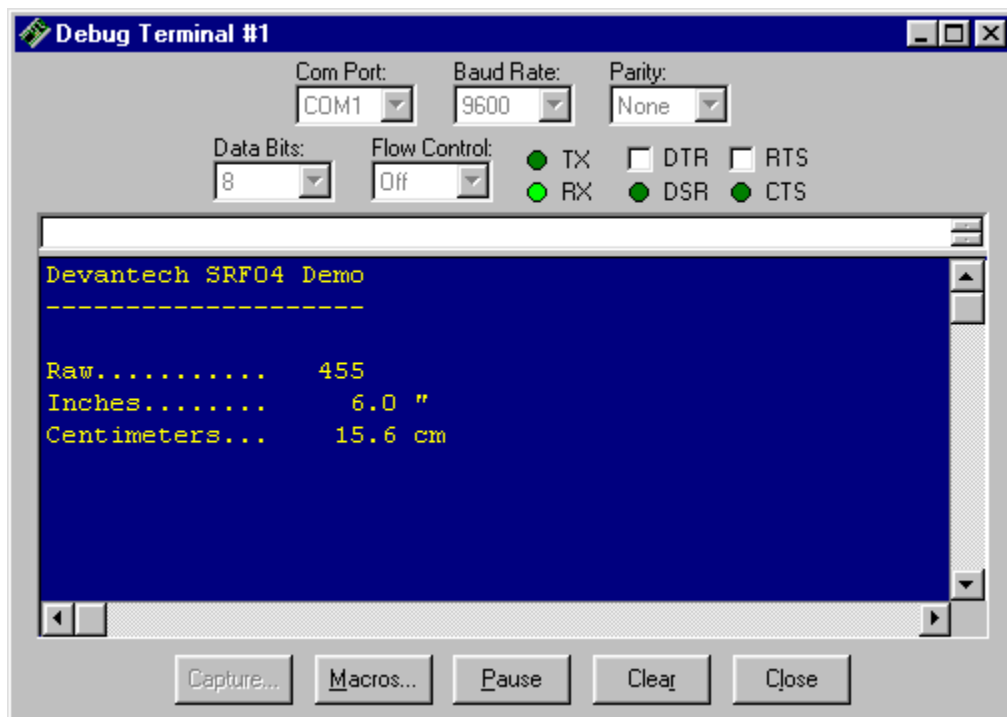 Debug Terminal #1
Com Port: Baud Rate: Parity:
COM1 9600 None
Data Bits: Flow Control: TX DTR RTS
8 Off RX DSR CTS
Devantech SRF04 Demo
--------------------
Raw........... 455
Inches........ 6.0 "
Centimeters... 15.6 cm
Capture... Macros... Pause Clear Close